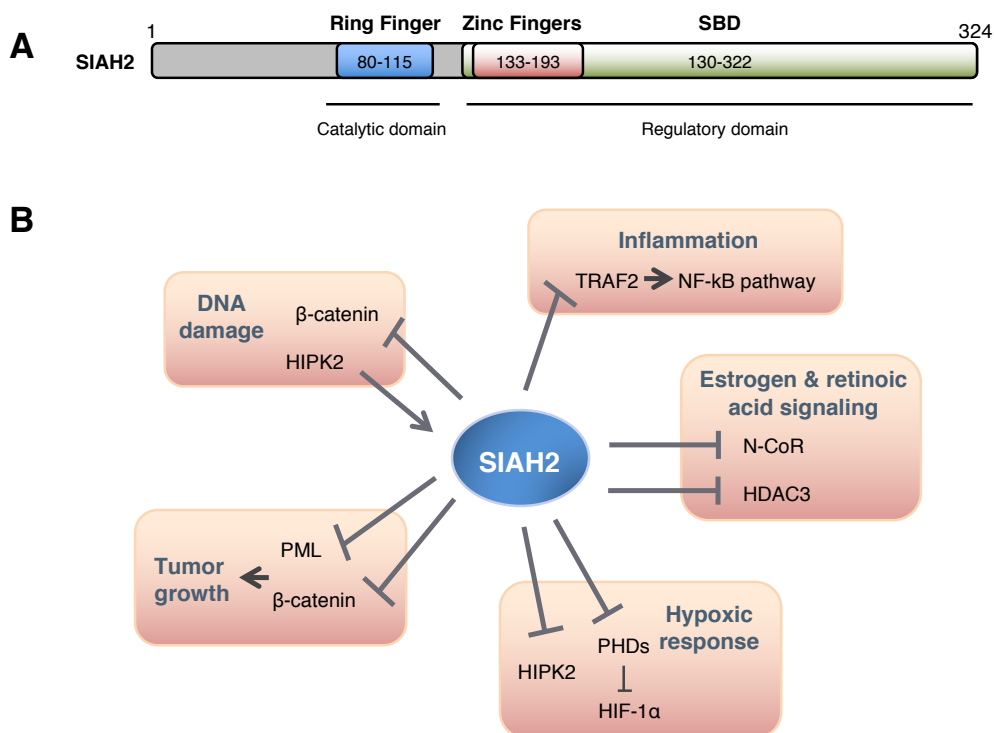 A
1
Ring Finger
Zinc Fingers
SBD
324
SIAH2
80-115
133-193
130-322
Catalytic domain
Regulatory domain
B
Inflammation
TRAF2
NF-kB pathway
DNA
damage
β-catenin
HIPK2
Estrogen & retinoic
acid signaling
N-CoR
HDAC3
SIAH2
Tumor
growth
PML
β-catenin
Hypoxic
response
PHDs
HIPK2
HIF-1α